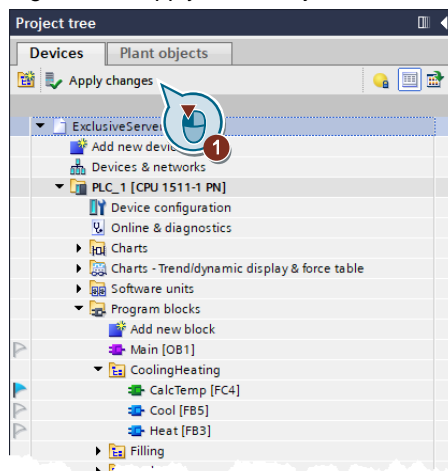 Project tree
Devices
Plant objects
Apply changes
ExclusiveServer
Add new devi
Devices & networks
PLC_1 [CPU 1511-1 PN]
Device configuration
Online & diagnostics
Charts
Charts - Trend/dynamic display & force table
Software units
Program blocks
Add new block
Main [OB1]
CoolingHeating
CalcTemp [FC4]
Cool [FB5]
Heat [FB3]
Filling
1